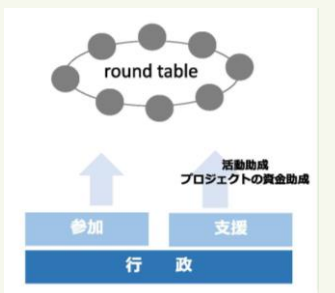 round table
活動助成
プロジェクトの資金助成
参加
支援
行 政